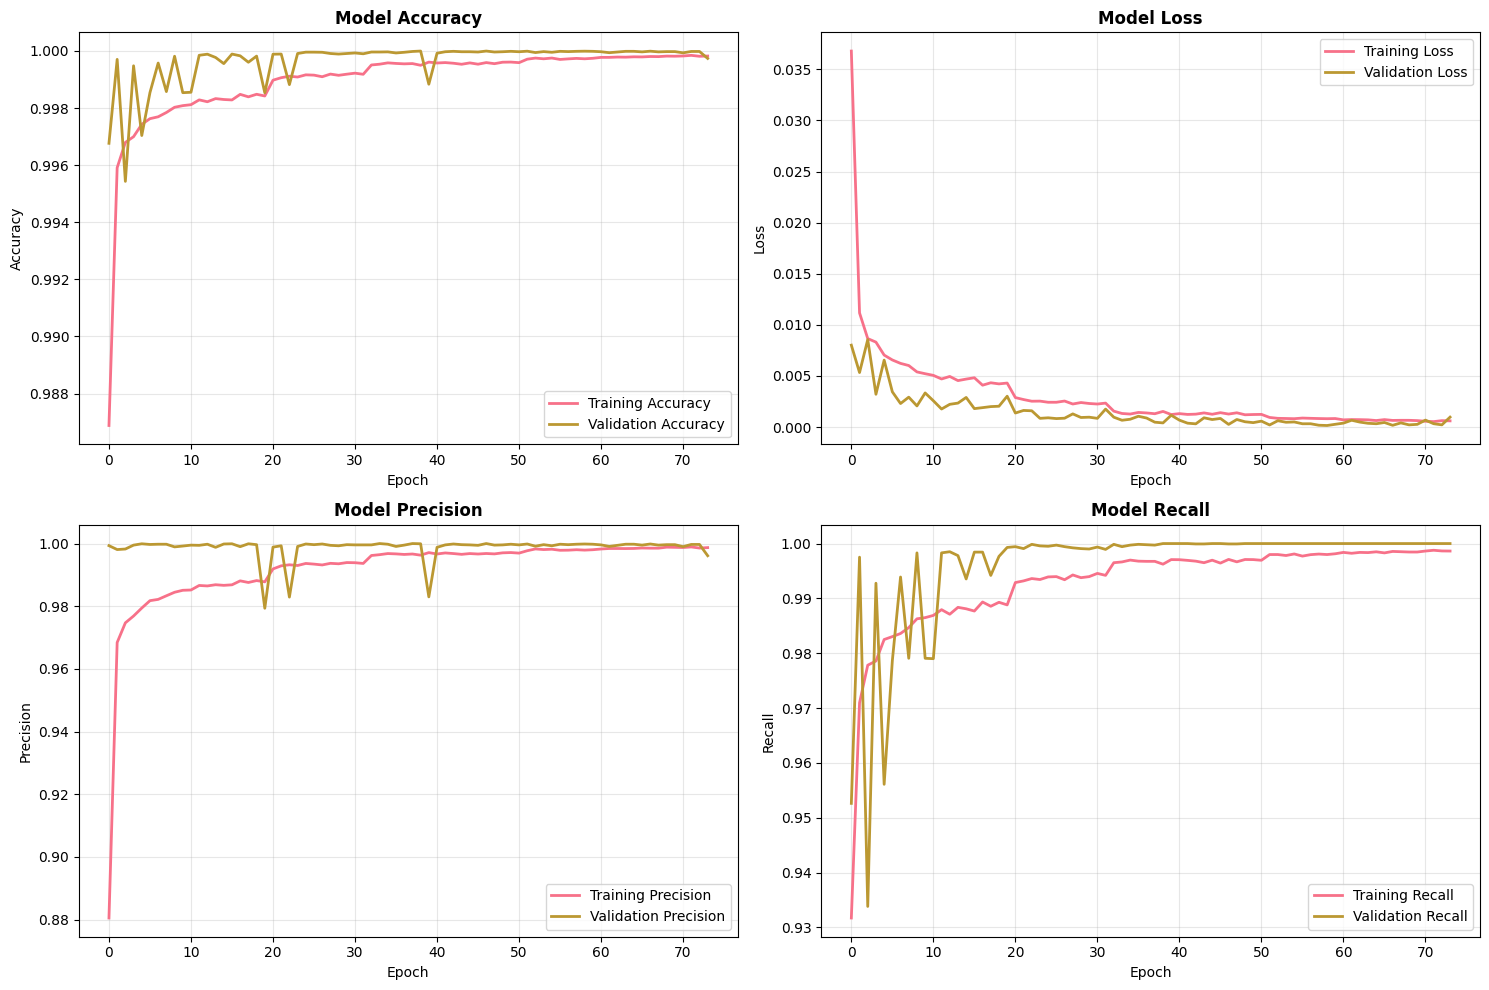 Model Accuracy
1.000
0.998
0.996
0.994
0.992
0.990
0.988
Accuracy
0 10 20 30 40 50 60 70
Epoch
Training Accuracy
Validation Accuracy
Model Loss
0.035
0.030
0.025
0.020
0.015
0.010
0.005
0.000
Loss
0 10 20 30 40 50 60 70
Epoch
Training Loss
Validation Loss
Model Precision
1.00
0.98
0.96
0.94
0.92
0.90
0.88
Precision
0 10 20 30 40 50 60 70
Epoch
Training Precision
Validation Precision
Model Recall
1.00
0.99
0.98
0.97
0.96
0.95
0.94
0.93
Recall
0 10 20 30 40 50 60 70
Epoch
Training Recall
Validation Recall